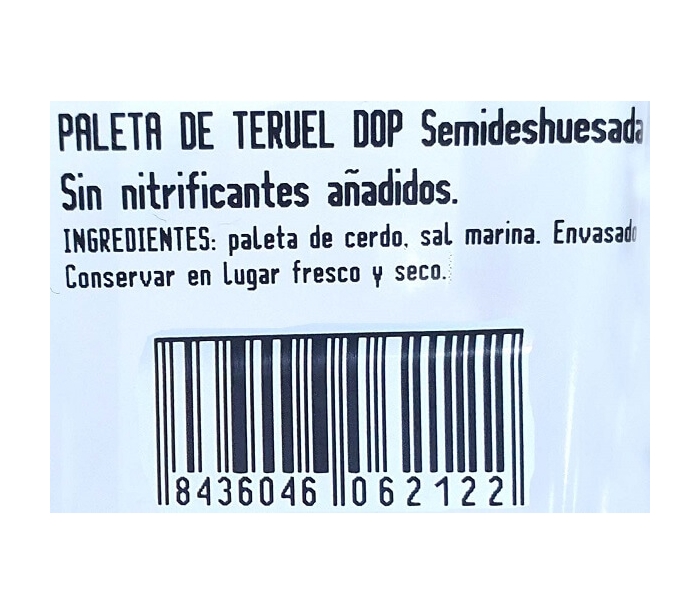 PALETA DE TERUEL DOP Semideshuesada
Sin nitrificantes añadidos.
INGREDIENTES: paleta de cerdo, sal marina. Envasado
Conservar en lugar fresco y seco.
8436046 062122